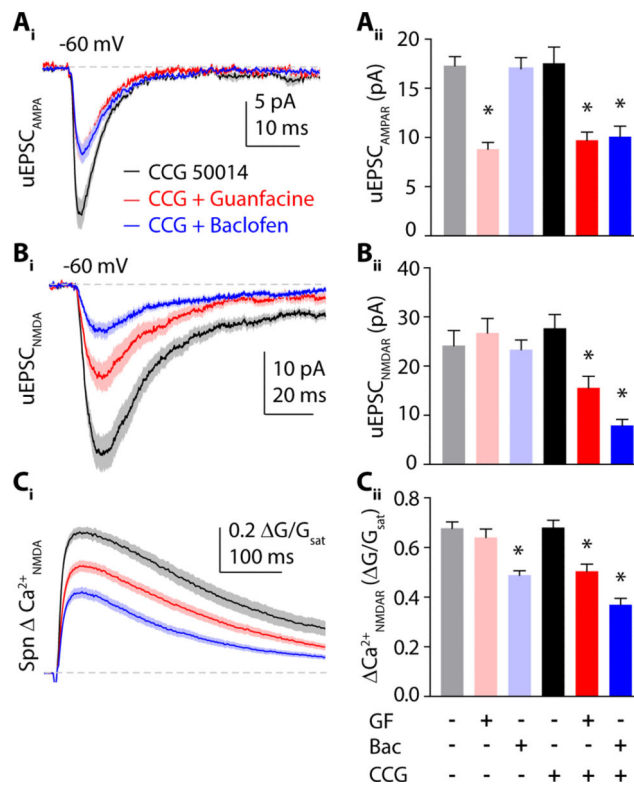 Ai
-60 mV
uEPSCAMPA
5 pA
10 ms
CCG 50014
CCG + Guanfacine
CCG + Baclofen
Aii
uEPSCAMPAR (pA)
20
15
10
5
0
*
*
*
Bi
-60 mV
uEPSCNMDA
10 pA
20 ms
Bii
uEPSCNMDAR (pA)
40
30
20
10
0
*
*
Ci
Spn Δ Ca2+NMDA
0.2 ΔG/Gsat
100 ms
Cii
ΔCa2+NMDAR (ΔG/Gsat)
0.8
0.6
0.4
0.2
0.0
*
*
*
GF - + - - + -
Bac - - + - - +
CCG - - - + + +